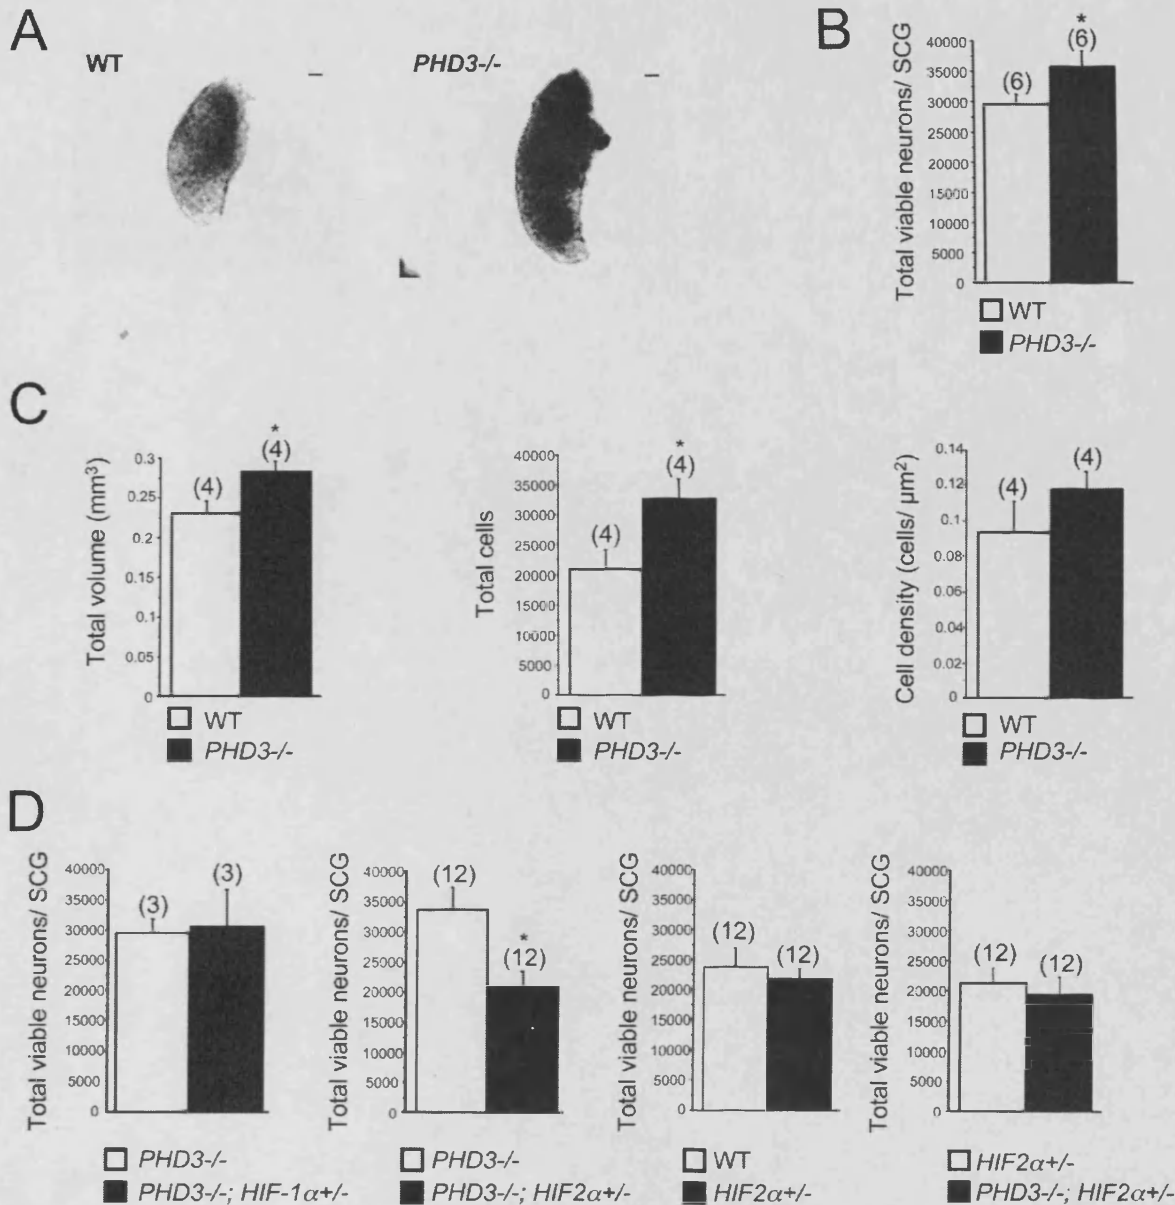 A
WT
PHD3-/-
B
Total viable neurons/ SCG
40000
35000
30000
25000
20000
15000
10000
5000
0
(6)
*
(6)
WT
PHD3-/-
C
Total volume (mm³)
0.3
0.25
0.2
0.15
0.1
0.05
0
(4)
*
(4)
WT
PHD3-/-
Total cells
40000
35000
30000
25000
20000
15000
10000
5000
0
(4)
*
(4)
WT
PHD3-/-
Cell density (cells/ μm²)
0.14
0.12
0.1
0.08
0.06
0.04
0.02
0
(4)
(4)
WT
PHD3-/-
D
Total viable neurons/ SCG
40000
35000
30000
25000
20000
15000
10000
5000
0
(3)
(3)
PHD3-/-
PHD3-/-; HIF-1α+/-
Total viable neurons/ SCG
40000
35000
30000
25000
20000
15000
10000
5000
0
(12)
*
(12)
PHD3-/-
PHD3-/-; HIF2α+/-
Total viable neurons/ SCG
40000
35000
30000
25000
20000
15000
10000
5000
0
(12)
(12)
WT
HIF2α+/-
Total viable neurons/ SCG
40000
35000
30000
25000
20000
15000
10000
5000
0
(12)
(12)
HIF2α+/-
PHD3-/-; HIF2α+/-